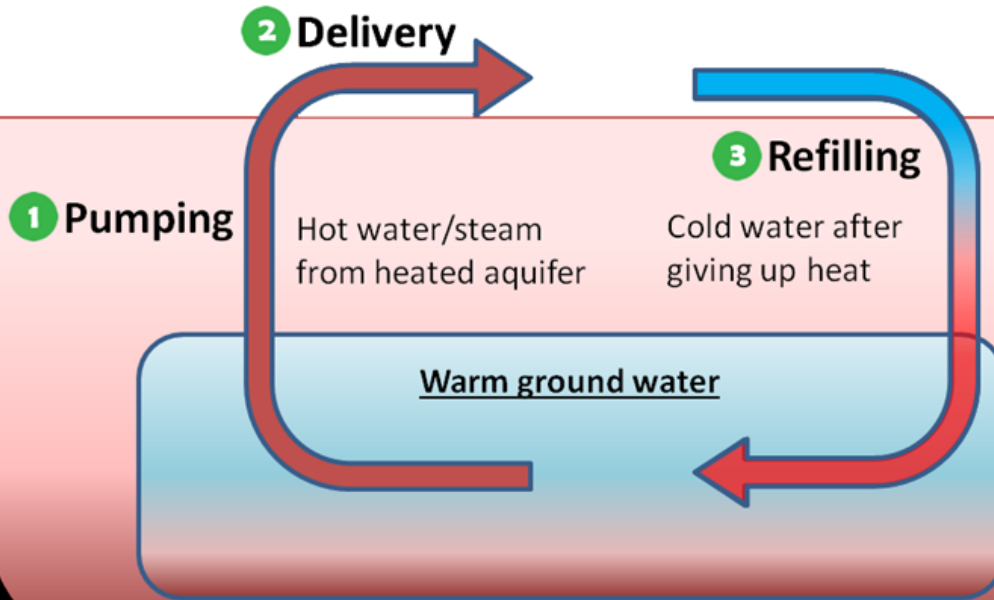 2 Delivery
1 Pumping
Hot water/steam
from heated aquifer
3 Refilling
Cold water after
giving up heat
Warm ground water